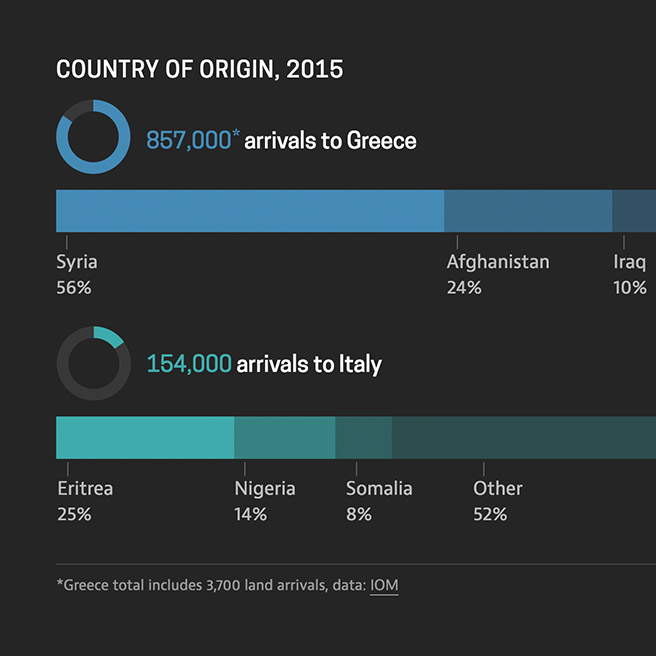 COUNTRY OF ORIGIN, 2015
857,000* arrivals to Greece
Syria Afghanistan Iraq
56% 24% 10%
154,000 arrivals to Italy
Eritrea Nigeria Somalia Other
25% 14% 8% 52%
*Greece total includes 3,700 land arrivals, data: IOM